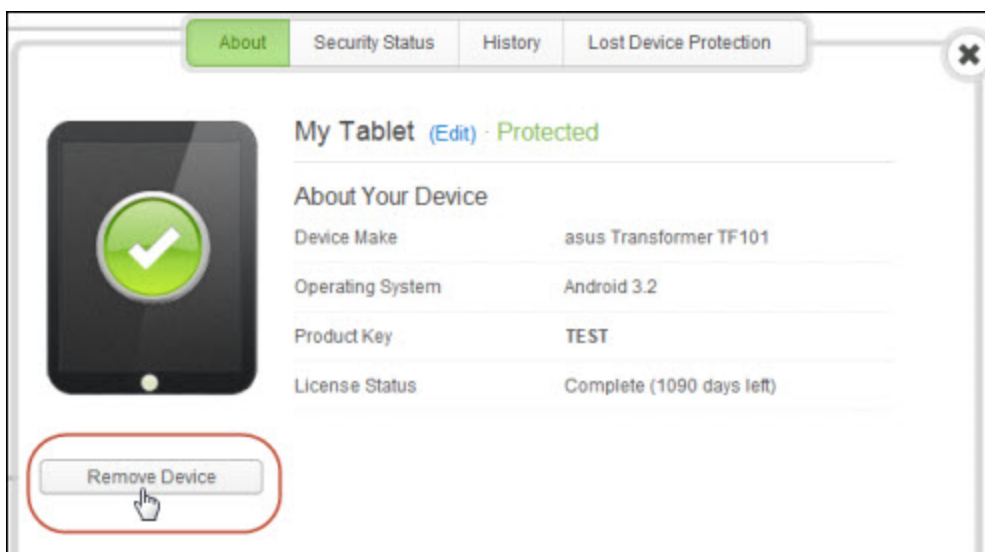 About Security Status History Lost Device Protection
My Tablet (Edit) · Protected
About Your Device
Device Make asus Transformer TF101
Operating System Android 3.2
Product Key TEST
License Status Complete (1090 days left)
Remove Device